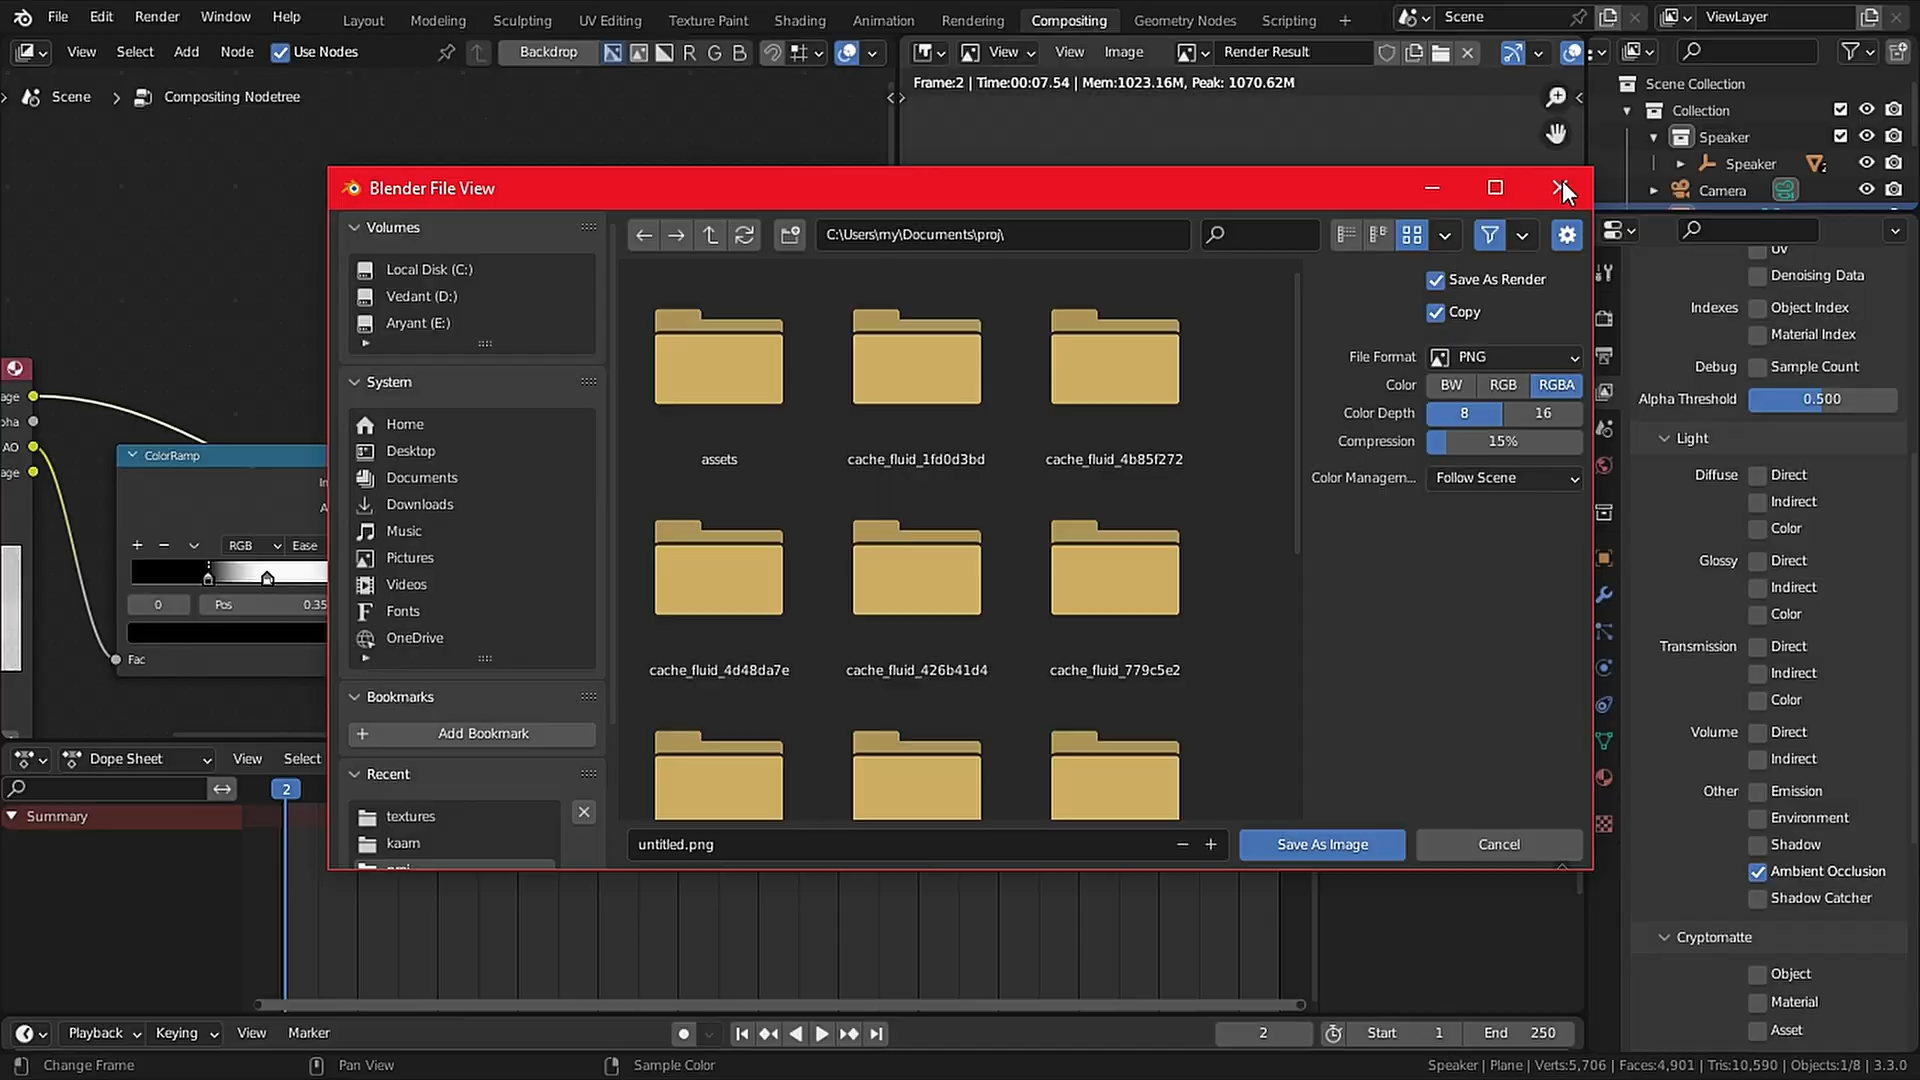 File Edit Render Window Help
Layout Modeling Sculpting UV Editing Texture Paint Shading Animation Rendering Compositing Geometry Nodes Scripting +
Scene
ViewLayer
View Select Add Node Use Nodes
Backdrop
R G B
View View Image Render Result
Scene > Compositing Nodetree
Frame:2 | Time:00:07.54 | Mem:1023.16M, Peak: 1070.62M
Scene Collection
Collection
Speaker
Speaker
Camera
Blender File View
Volumes
Local Disk (C:)
Vedant (D:)
Aryant (E:)
System
Home
Desktop
Documents
Downloads
Music
Pictures
Videos
Fonts
OneDrive
Bookmarks
Add Bookmark
Recent
textures
kaam
C:\Users\my\Documents\proj\
assets
cache_fluid_1fd0d3bd
cache_fluid_4b85f272
cache_fluid_4d48da7e
cache_fluid_426b41d4
cache_fluid_779c5e2
Save As Render
Copy
File Format PNG
Color BW RGB RGBA
Color Depth 8 16
Compression 15%
Color Managem... Follow Scene
untitled.png
Save As Image
Cancel
age
pha
AO
age
ColorRamp
RGB Ease
0 Pos 0.35
Fac
Denoising Data
Indexes Object Index
Material Index
Debug Sample Count
Alpha Threshold 0.500
Light
Diffuse Direct
Indirect
Color
Glossy Direct
Indirect
Color
Transmission Direct
Indirect
Color
Volume Direct
Indirect
Other Emission
Environment
Shadow
Ambient Occlusion
Shadow Catcher
Cryptomatte
Object
Material
Asset
Dope Sheet View Select
2
Summary
Playback Keying View Marker
2 Start 1 End 250
Change Frame
Pan View
Sample Color
Speaker | Plane | Verts:5,706 | Faces:4,901 | Tris:10,590 | Objects:1/8 | 3.3.0